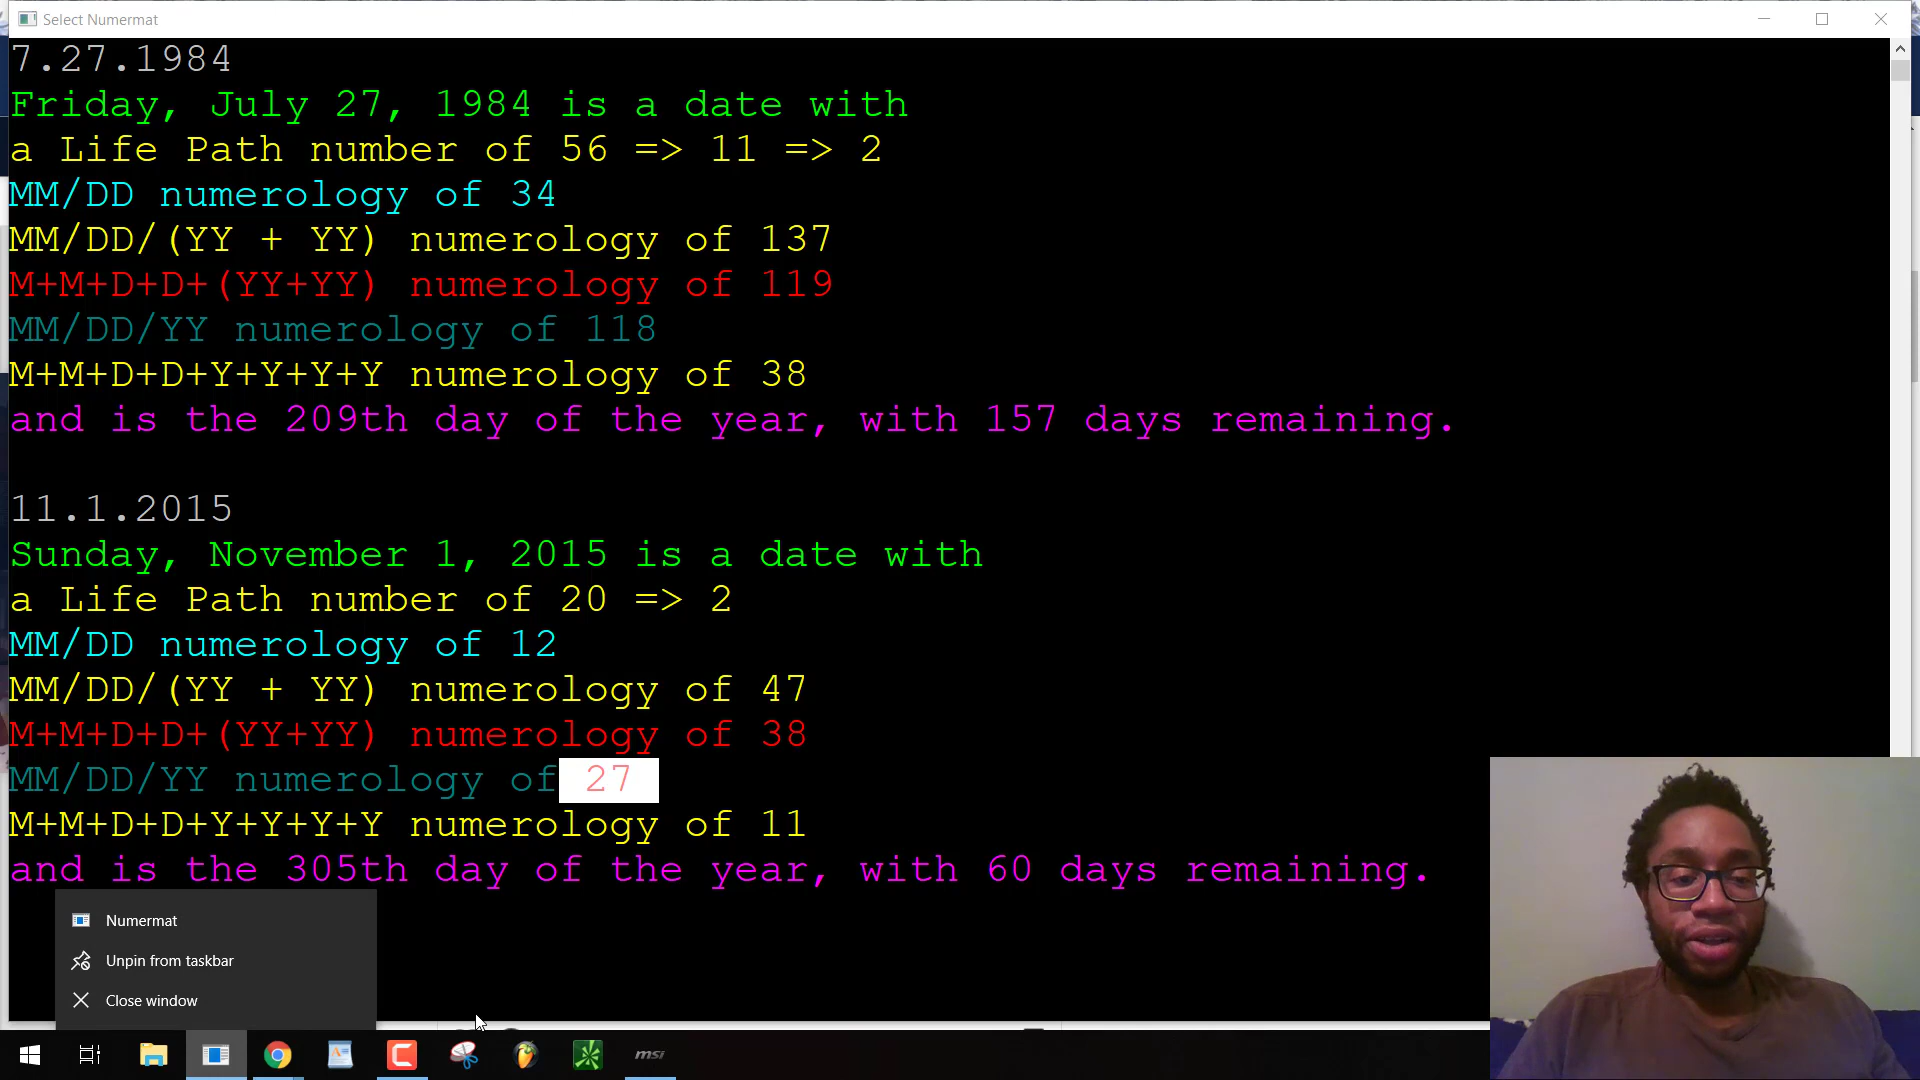 Select Numermat
7.27.1984
Friday, July 27, 1984 is a date with
a Life Path number of 56 => 11 => 2
MM/DD numerology of 34
MM/DD/(YY + YY) numerology of 137
M+M+D+D+(YY+YY) numerology of 119
MM/DD/YY numerology of 118
M+M+D+D+Y+Y+Y+Y numerology of 38
and is the 209th day of the year, with 157 days remaining.
11.1.2015
Sunday, November 1, 2015 is a date with
a Life Path number of 20 => 2
MM/DD numerology of 12
MM/DD/(YY + YY) numerology of 47
M+M+D+D+(YY+YY) numerology of 38
MM/DD/YY numerology of 27
M+M+D+D+Y+Y+Y+Y numerology of 11
and is the 305th day of the year, with 60 days remaining.
Numermat
Unpin from taskbar
Close window
msi